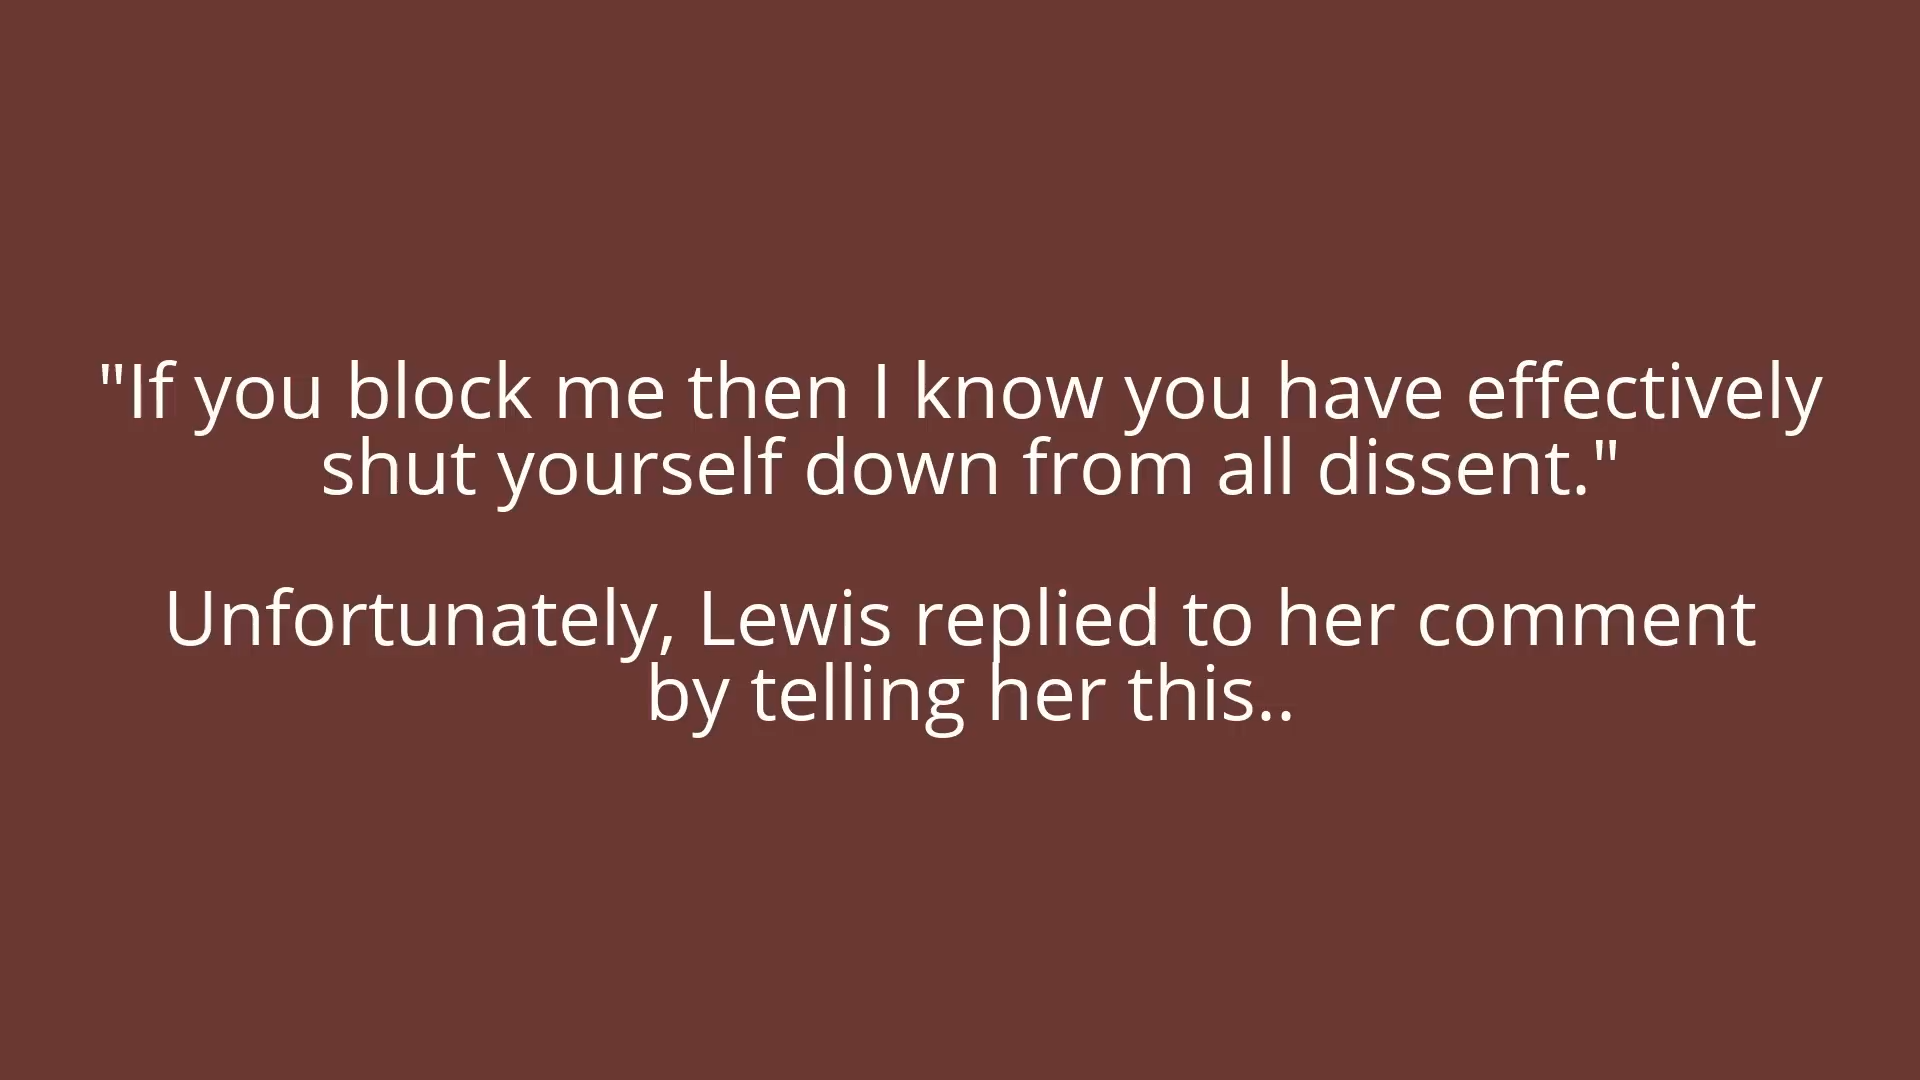 "If you block me then I know you have effectively
shut yourself down from all dissent."
Unfortunately, Lewis replied to her comment
by telling her this..